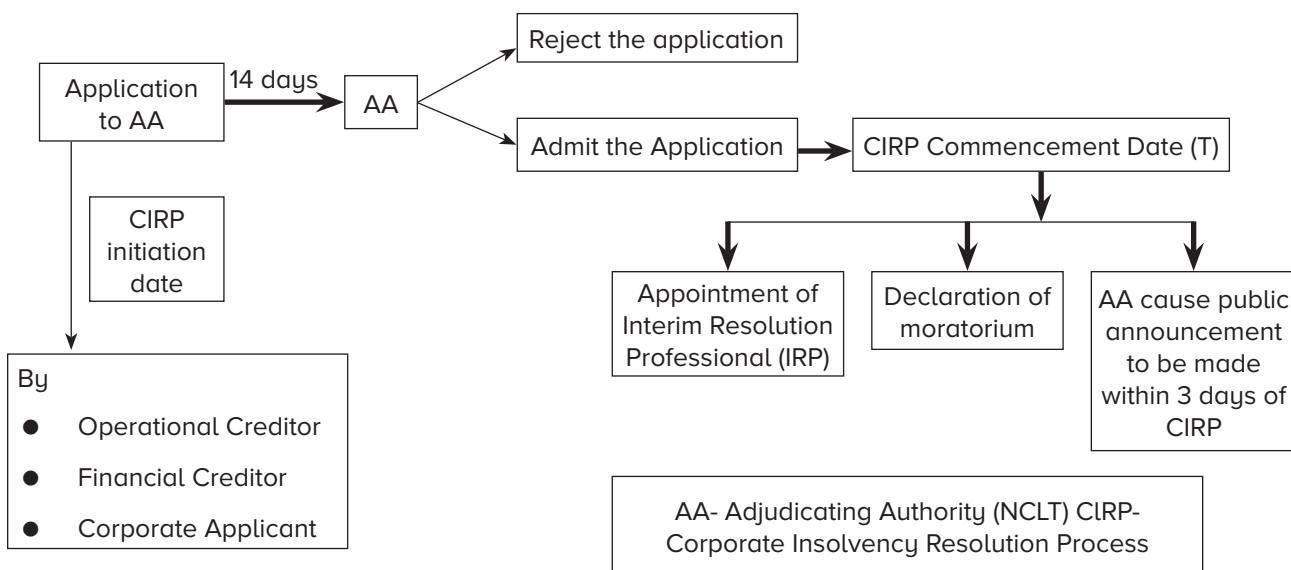 Reject the application
14 days
Application
to AA
AA
Admit the Application
CIRP Commencement Date (T)
CIRP
initiation
date
Appointment of
Interim Resolution
Professional (IRP)
Declaration of
moratorium
AA cause public
announcement
to be made
within 3 days of
CIRP
By
● Operational Creditor
● Financial Creditor
● Corporate Applicant
AA- Adjudicating Authority (NCLT) CIRP-
Corporate Insolvency Resolution Process